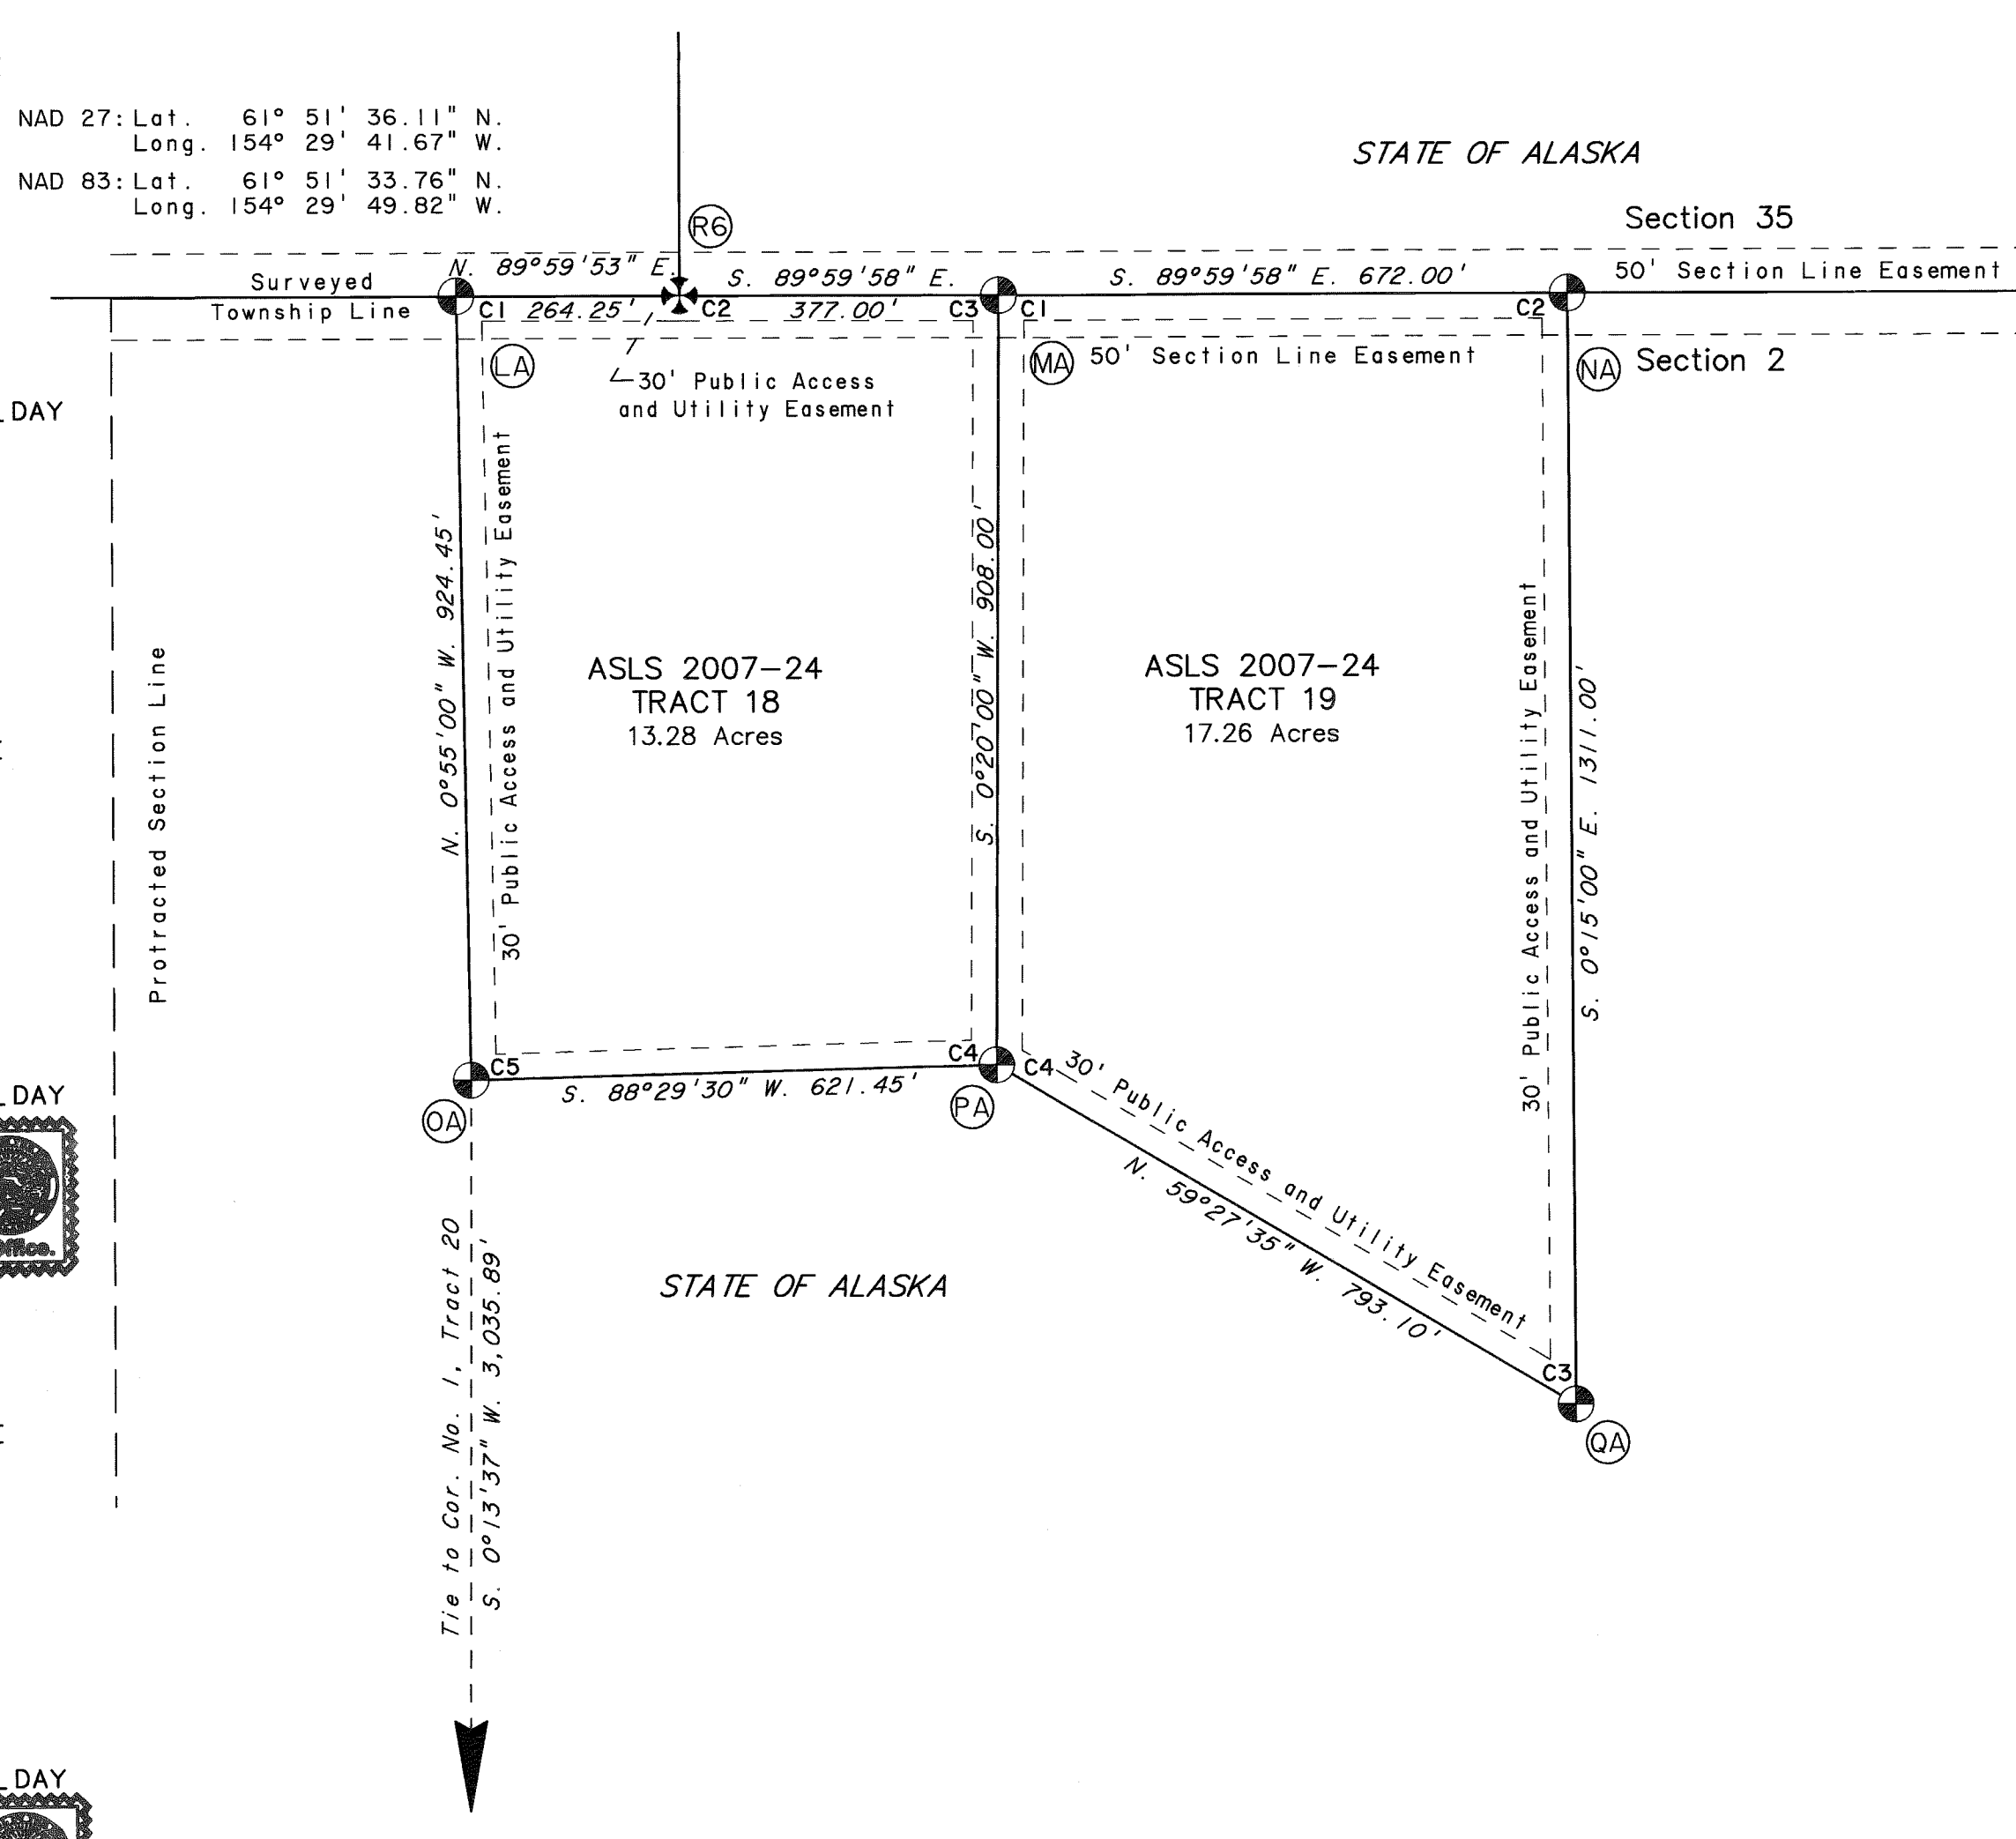 NAD 27: Lat. 61° 51' 36.11" N.
Long. 154° 29' 41.67" W.
NAD 83: Lat. 61° 51' 33.76" N.
Long. 154° 29' 49.82" W.
STATE OF ALASKA
R6
Section 35
N. 89°59'53" E.
S. 89°59'58" E.
S. 89°59'58" E. 672.00'
50' Section Line Easement
Surveyed
Township Line
C1
264.25'
C2
377.00'
C3
C1
C2
LA
MA
50' Section Line Easement
NA
Section 2
30' Public Access
and Utility Easement
DAY
N. 0°55'00" W. 924.45'
30' Public Access and Utility Easement
S. 0°20'00" W. 908.00'
30' Public Access and Utility Easement
S. 0°15'00" E. 1311.00'
Protracted Section Line
ASLS 2007-24
TRACT 18
13.28 Acres
ASLS 2007-24
TRACT 19
17.26 Acres
C5
C4
C4
S. 88°29'30" W. 621.45'
OA
PA
30' Public Access and Utility Easement
N. 59°27'35" W. 793.10'
C3
QA
DAY
STATE OF ALASKA
Tie to Cor. No. 1, Tract 20
S. 0°13'37" W. 3,035.89'
DAY